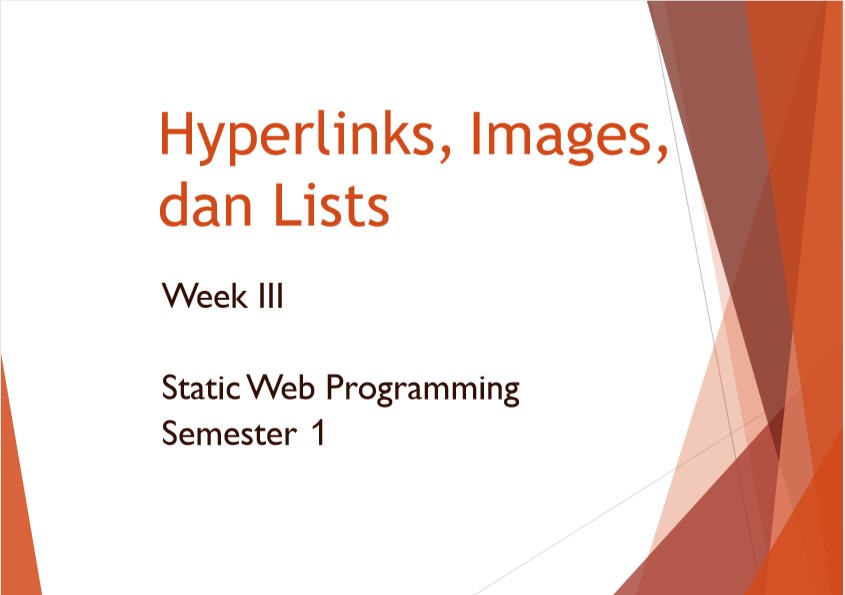 Hyperlinks, Images,
dan Lists
Week III
Static Web Programming
Semester 1